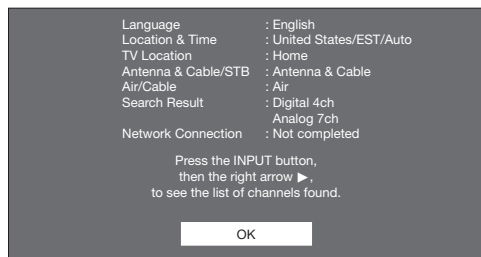 Language : English
Location & Time : United States/EST/Auto
TV Location : Home
Antenna & Cable/STB : Antenna & Cable
Air/Cable : Air
Search Result : Digital 4ch
Analog 7ch
Network Connection : Not completed
Press the INPUT button,
then the right arrow ▶,
to see the list of channels found.
OK